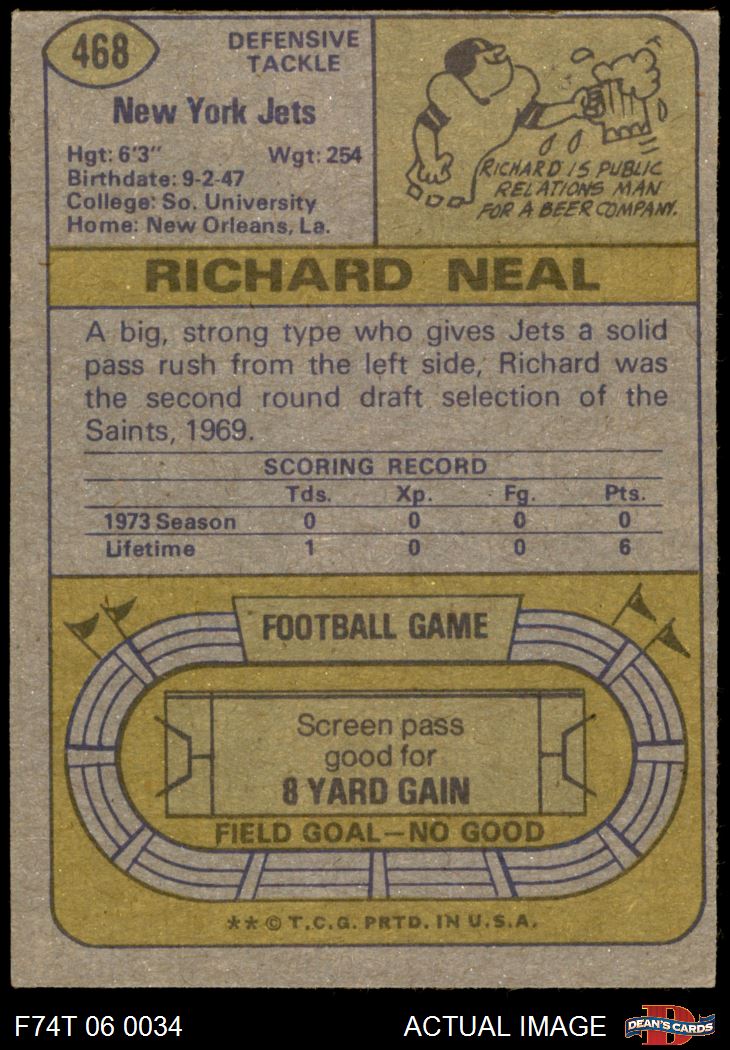 468
DEFENSIVE
TACKLE
New York Jets
Hgt: 6'3" Wgt: 254
Birthdate: 9-2-47
College: So. University
Home: New Orleans, La.
RICHARD IS PUBLIC
RELATIONS MAN
FOR A BEER COMPANY.
RICHARD NEAL
A big, strong type who gives Jets a solid
pass rush from the left side, Richard was
the second round draft selection of the
Saints, 1969.
SCORING RECORD
Tds. Xp. Fg. Pts.
1973 Season 0 0 0 0
Lifetime 1 0 0 6
FOOTBALL GAME
Screen pass
good for
8 YARD GAIN
FIELD GOAL—NO GOOD
** © T.C.G. PRTD. IN U.S.A.
F74T 06 0034 ACTUAL IMAGE D DEAN'S CARDS